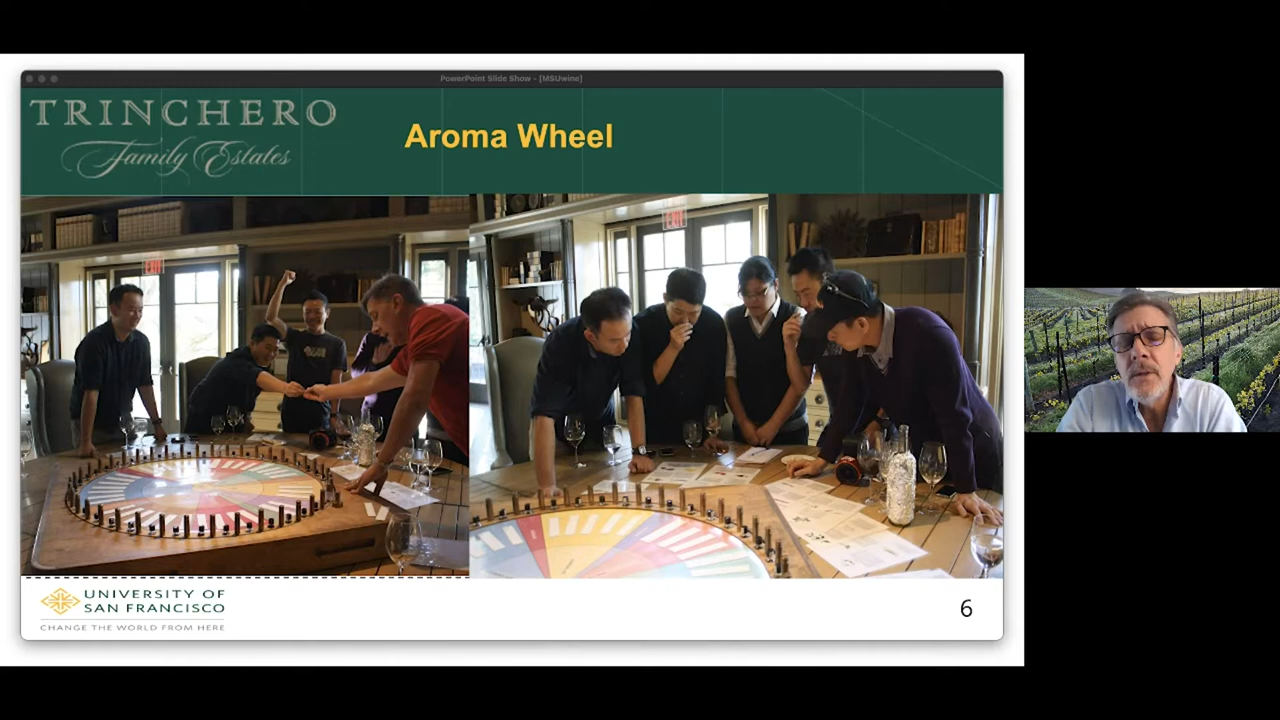 PowerPoint Slide Show - [MSUwine]
TRINCHERO
Family Estates
Aroma Wheel
EXIT
EXIT
UNIVERSITY OF
SAN FRANCISCO
CHANGE THE WORLD FROM HERE
6